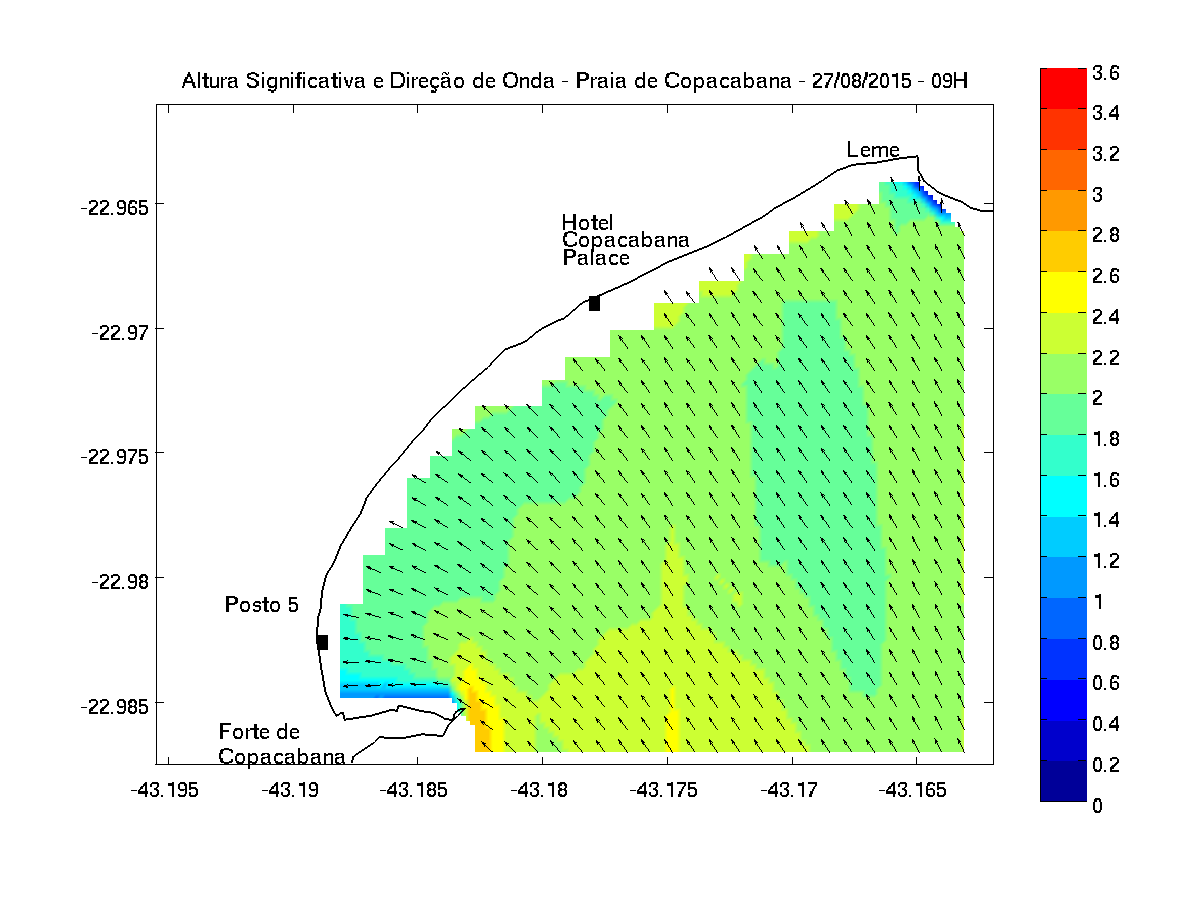 Altura Significativa e Direção de Onda - Praia de Copacabana - 27/08/2015 - 09H
3.6
3.4
3.2
3
2.8
2.6
2.4
2.2
2
1.8
1.6
1.4
1.2
1
0.8
0.6
0.4
0.2
0
Leme
Hotel
Copacabana
Palace
Posto 5
Forte de
Copacabana
-22.965
-22.97
-22.975
-22.98
-22.985
-43.195 -43.19 -43.185 -43.18 -43.175 -43.17 -43.165